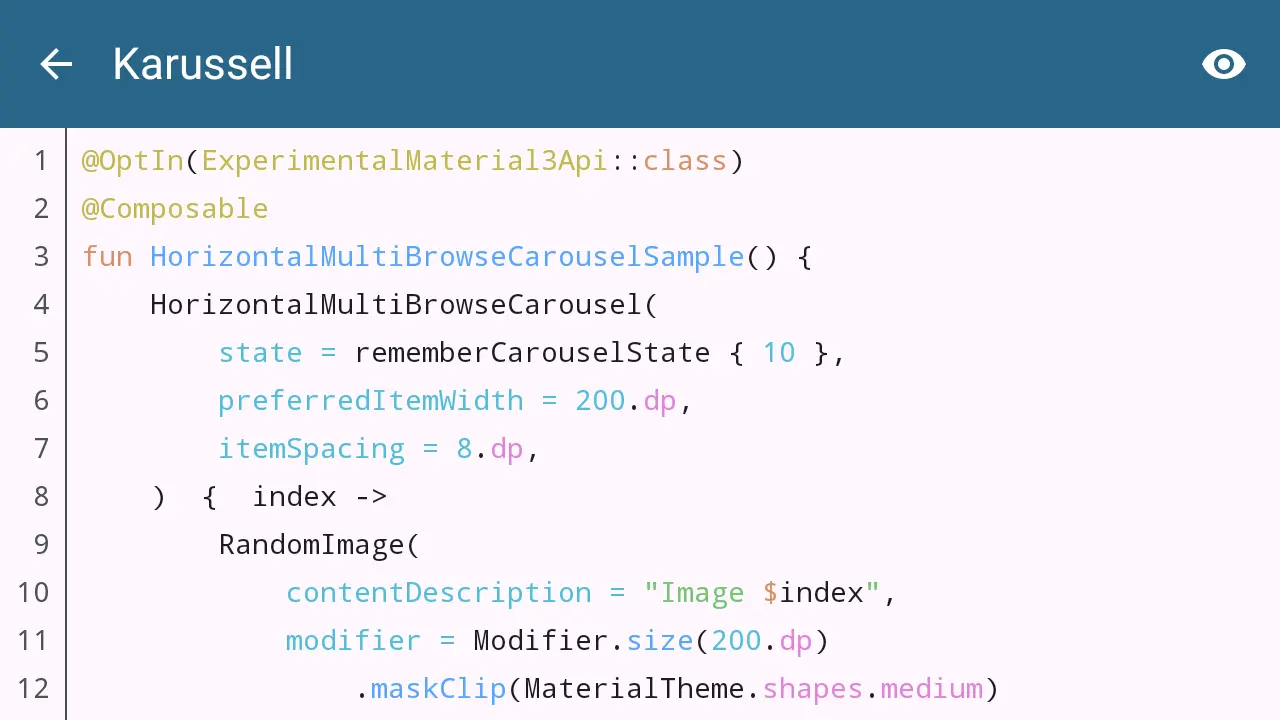 Karussell
1 @OptIn(ExperimentalMaterial3Api::class)
2 @Composable
3 fun HorizontalMultiBrowseCarouselSample() {
4     HorizontalMultiBrowseCarousel(
5         state = rememberCarouselState { 10 },
6         preferredItemWidth = 200.dp,
7         itemSpacing = 8.dp,
8     )  {  index ->
9         RandomImage(
10             contentDescription = "Image $index",
11             modifier = Modifier.size(200.dp)
12                 .maskClip(MaterialTheme.shapes.medium)